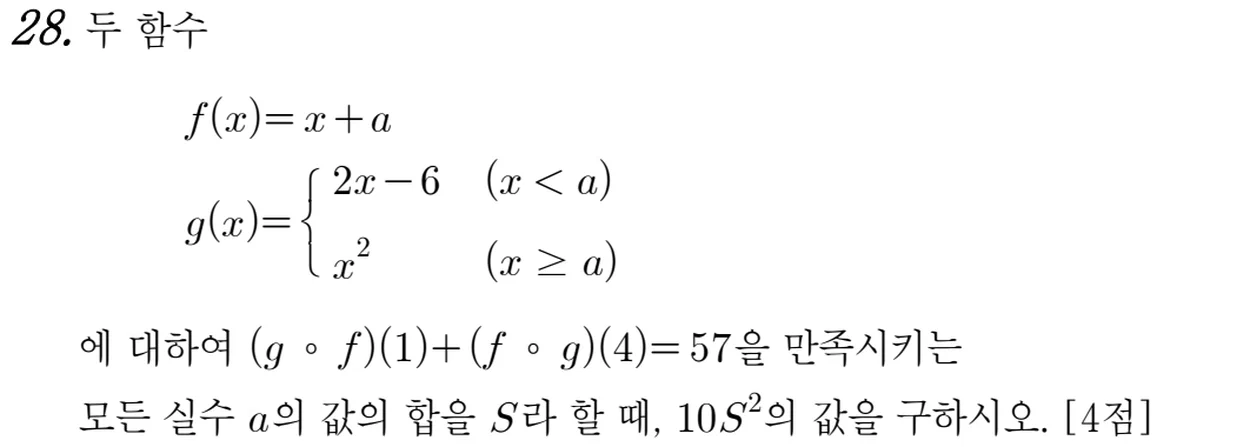 28. 두 함수
f(x)=x+a
g(x)={ 2x-6 (x < a)
x² (x ≥ a)
에 대하여 (g ∘ f)(1)+(f ∘ g)(4)=57을 만족시키는
모든 실수 a의 값의 합을 S라 할 때, 10S²의 값을 구하시오. [4점]